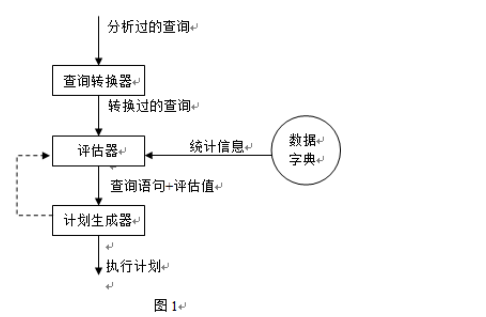 分析过的查询
查询转换器
转换过的查询
评估器
统计信息
数据
字典
查询语句+评估值
计划生成器
执行计划
图 1